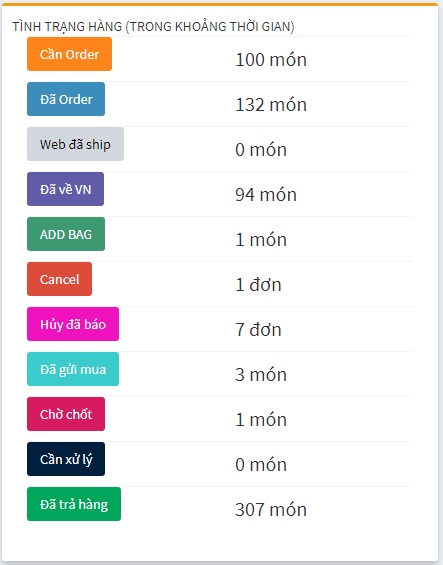 TÌNH TRẠNG HÀNG (TRONG KHOẢNG THỜI GIAN)
Cần Order 100 món
Đã Order 132 món
Web đã ship 0 món
Đã về VN 94 món
ADD BAG 1 món
Cancel 1 đơn
Hủy đã báo 7 đơn
Đã gửi mua 3 món
Chờ chốt 1 món
Cần xử lý 0 món
Đã trả hàng 307 món